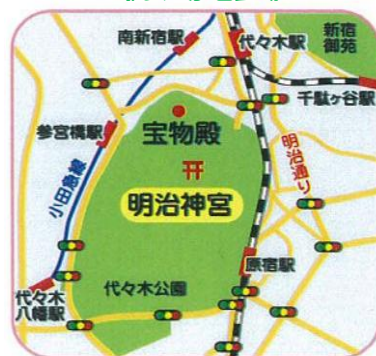 南新宿駅
代々木駅
新宿
御苑
千駄ヶ谷駅
参宮橋駅
宝物殿
明治通り
小田急線
明治神宮
原宿駅
代々木公園
代々木
八幡駅